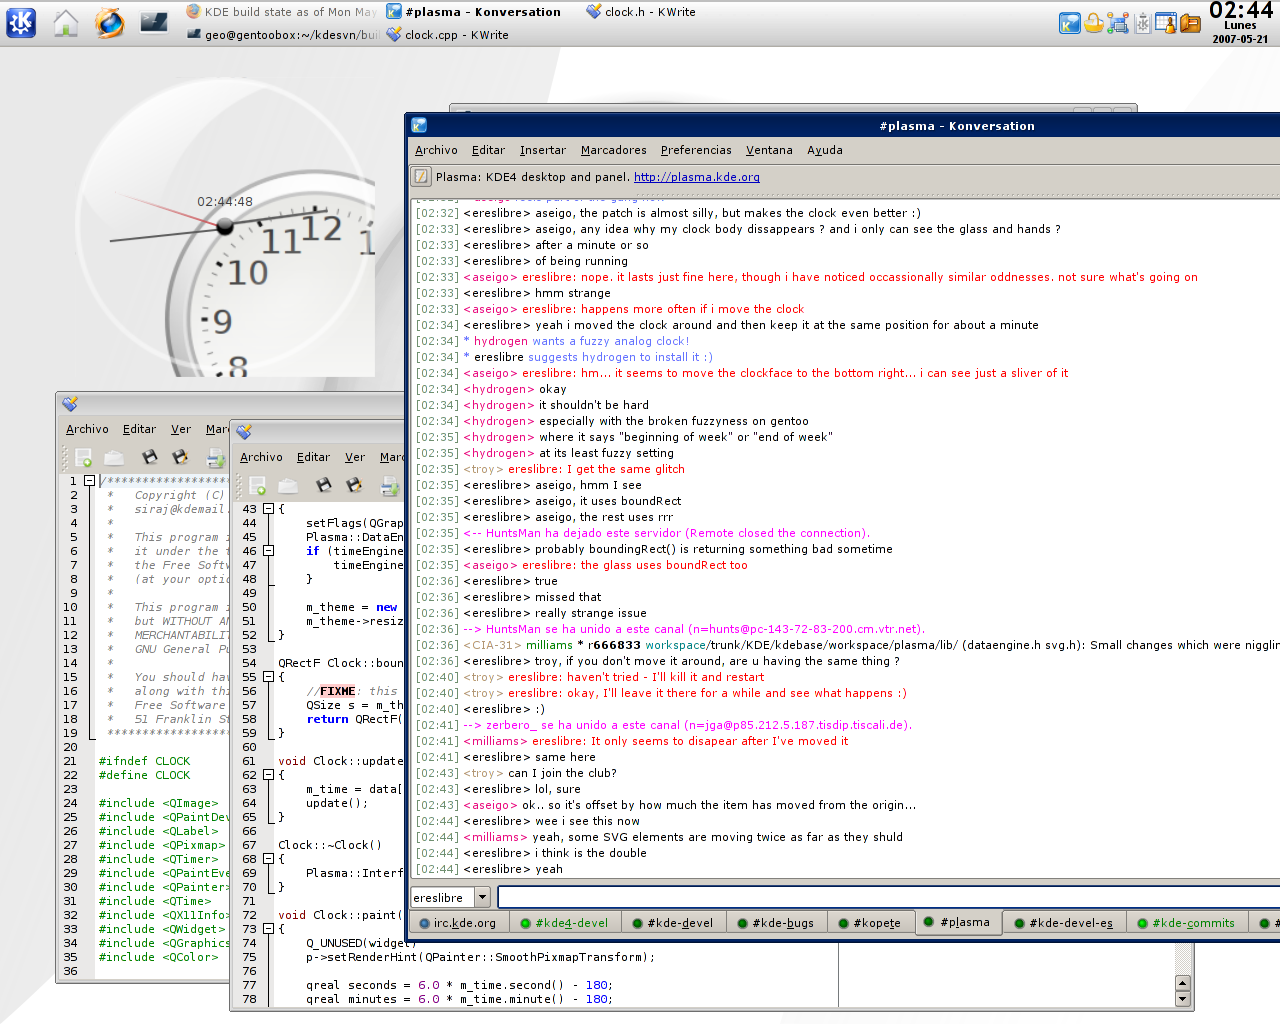 KDE build state as of Mon May
#plasma - Konversation
clock.h - KWrite
geo@gentoobox:~/kdesvn/bui
clock.cpp - KWrite
02:44
Lunes
2007-05-21
02:44:48
12
11
10
9
8
#plasma - Konversation
Archivo Editar Insertar Marcadores Preferencias Ventana Ayuda
Plasma: KDE4 desktop and panel. http://plasma.kde.org
[02:32] <ereslibre> aseigo, the patch is almost silly, but makes the clock even better :)
[02:33] <ereslibre> aseigo, any idea why my clock body dissappears ? and i only can see the glass and hands ?
[02:33] <ereslibre> after a minute or so
[02:33] <ereslibre> of being running
[02:33] <aseigo> ereslibre: nope. it lasts just fine here, though i have noticed occassionally similar oddnesses. not sure what's going on
[02:33] <ereslibre> hmm strange
[02:33] <aseigo> ereslibre: happens more often if i move the clock
[02:34] <ereslibre> yeah i moved the clock around and then keep it at the same position for about a minute
[02:34] * hydrogen wants a fuzzy analog clock!
[02:34] * ereslibre suggests hydrogen to install it :)
[02:34] <aseigo> ereslibre: hm... it seems to move the clockface to the bottom right... i can see just a sliver of it
[02:34] <hydrogen> okay
[02:34] <hydrogen> it shouldn't be hard
[02:34] <hydrogen> especially with the broken fuzzyness on gentoo
[02:35] <hydrogen> where it says "beginning of week" or "end of week"
[02:35] <hydrogen> at its least fuzzy setting
[02:35] <troy> ereslibre: I get the same glitch
[02:35] <ereslibre> aseigo, hmm I see
[02:35] <ereslibre> aseigo, it uses boundRect
[02:35] <ereslibre> aseigo, the rest uses rrr
[02:35] <-- HuntsMan ha dejado este servidor (Remote closed the connection).
[02:35] <ereslibre> probably boundingRect() is returning something bad sometime
[02:35] <aseigo> ereslibre: the glass uses boundRect too
[02:36] <ereslibre> true
[02:36] <ereslibre> missed that
[02:36] <ereslibre> really strange issue
[02:36] --> HuntsMan se ha unido a este canal (n=hunts@pc-143-72-83-200.cm.vtr.net).
[02:36] <CIA-31> milliams * r666833 workspace/trunk/KDE/kdebase/workspace/plasma/lib/ (dataengine.h svg.h): Small changes which were nigglin
[02:40] <ereslibre> troy, if you don't move it around, are u having the same thing ?
[02:40] <troy> ereslibre: haven't tried - I'll kill it and restart
[02:40] <troy> ereslibre: okay, I'll leave it there for a while and see what happens :)
[02:40] <ereslibre> :)
[02:41] --> zerbero_ se ha unido a este canal (n=jga@p85.212.5.187.tisdip.tiscali.de).
[02:41] <milliams> ereslibre: It only seems to disapear after I've moved it
[02:41] <ereslibre> same here
[02:43] <troy> can I join the club?
[02:43] <ereslibre> lol, sure
[02:43] <aseigo> ok.. so it's offset by how much the item has moved from the origin...
[02:44] <ereslibre> wee i see this now
[02:44] <milliams> yeah, some SVG elements are moving twice as far as they shuld
[02:44] <ereslibre> i think is the double
[02:44] <ereslibre> yeah
ereslibre
irc.kde.org #kde4-devel #kde-devel #kde-bugs #kopete #plasma #kde-devel-es #kde-commits #
Archivo Editar Ver Mar
1 /******************
2 * Copyright (C)
3 * siraj@kdemail.
4 *
5 * This program i
6 * it under the t
7 * the Free Softw
8 * (at your optio
9 *
10 * This program i
11 * but WITHOUT AN
12 * MERCHANTABILIT
13 * GNU General Pu
14 *
15 * You should hav
16 * along with thi
17 * Free Software
18 * 51 Franklin St
19 ******************
20
21 #ifndef CLOCK
22 #define CLOCK
23
24 #include <QImage>
25 #include <QPaintDev
26 #include <QLabel>
27 #include <QPixmap>
28 #include <QTimer>
29 #include <QPaintEve
30 #include <QPainter>
31 #include <QTime>
32 #include <QX11Info>
33 #include <QWidget>
34 #include <QGraphics
35 #include <QColor>
36
Archivo Editar Ver Mar
43 {
44 setFlags(QGrap
45 Plasma::DataEn
46 if (timeEngine
47 timeEngine
48 }
49
50 m_theme = new
51 m_theme->resiz
52 }
53
54 QRectF Clock::boun
55 {
56 //FIXME: this
57 QSize s = m_th
58 return QRectF(
59 }
60
61 void Clock::update
62 {
63 m_time = data[
64 update();
65 }
66
67 Clock::~Clock()
68 {
69 Plasma::Interf
70 }
71
72 void Clock::paint(
73 {
74 Q_UNUSED(widget)
75 p->setRenderHint(QPainter::SmoothPixmapTransform);
76
77 qreal seconds = 6.0 * m_time.second() - 180;
78 qreal minutes = 6.0 * m_time.minute() - 180;